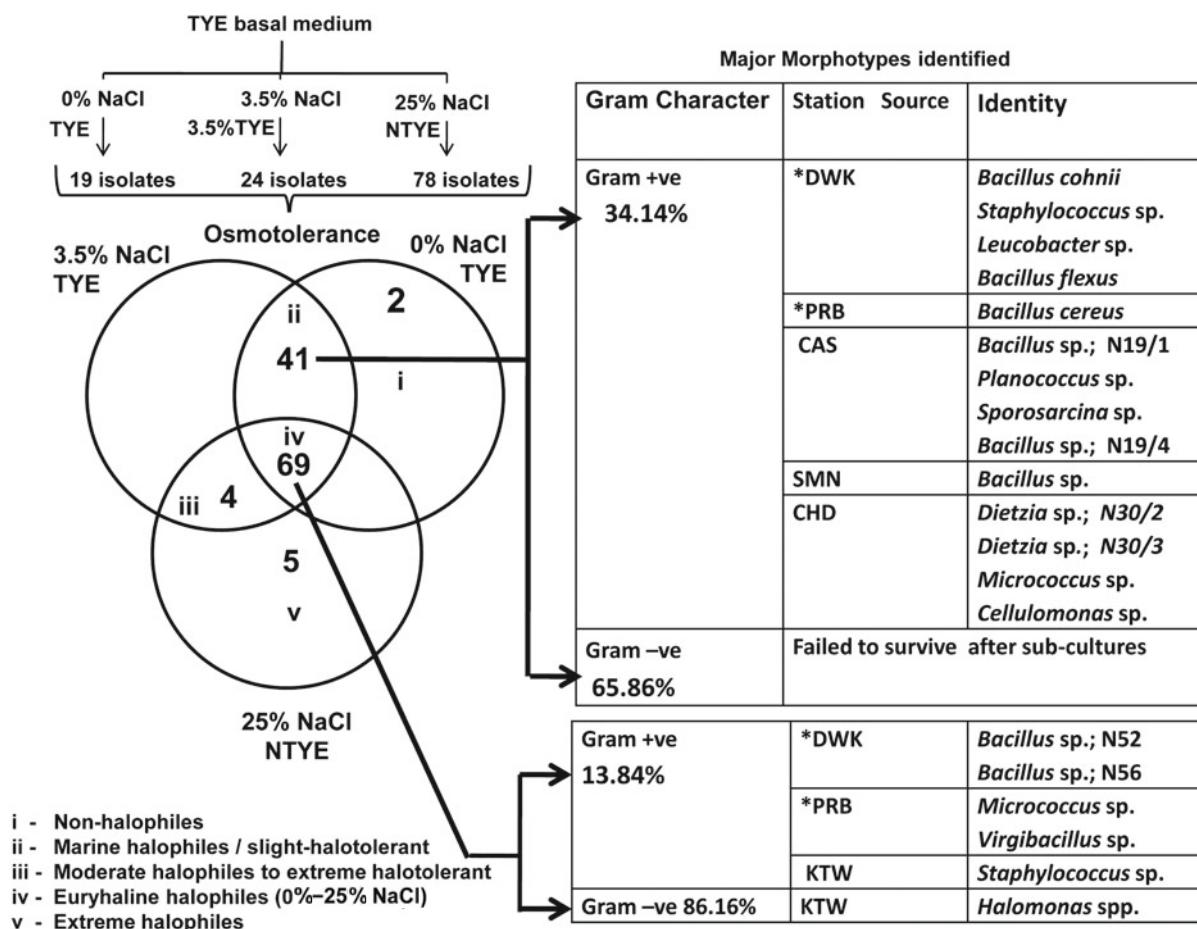 TYE basal medium
0% NaCl 3.5% NaCl 25% NaCl
TYE 3.5%TYE NTYE
19 isolates 24 isolates 78 isolates
Osmotolerance
3.5% NaCl
TYE
0% NaCl
TYE
ii
2
41
i
iv
69
iii 4
5
v
25% NaCl
NTYE
i - Non-halophiles
ii - Marine halophiles / slight-halotolerant
iii - Moderate halophiles to extreme halotolerant
iv - Euryhaline halophiles (0%–25% NaCl)
v - Extreme halophiles
Major Morphotypes identified
Gram Character Station Source Identity
Gram +ve *DWK Bacillus cohnii
34.14% Staphylococcus sp.
Leucobacter sp.
Bacillus flexus
*PRB Bacillus cereus
CAS Bacillus sp.; N19/1
Planococcus sp.
Sporosarcina sp.
Bacillus sp.; N19/4
SMN Bacillus sp.
CHD Dietzia sp.; N30/2
Dietzia sp.; N30/3
Micrococcus sp.
Cellulomonas sp.
Gram –ve Failed to survive after sub-cultures
65.86%
Gram +ve *DWK Bacillus sp.; N52
13.84% Bacillus sp.; N56
*PRB Micrococcus sp.
Virgibacillus sp.
KTW Staphylococcus sp.
Gram –ve 86.16% KTW Halomonas spp.